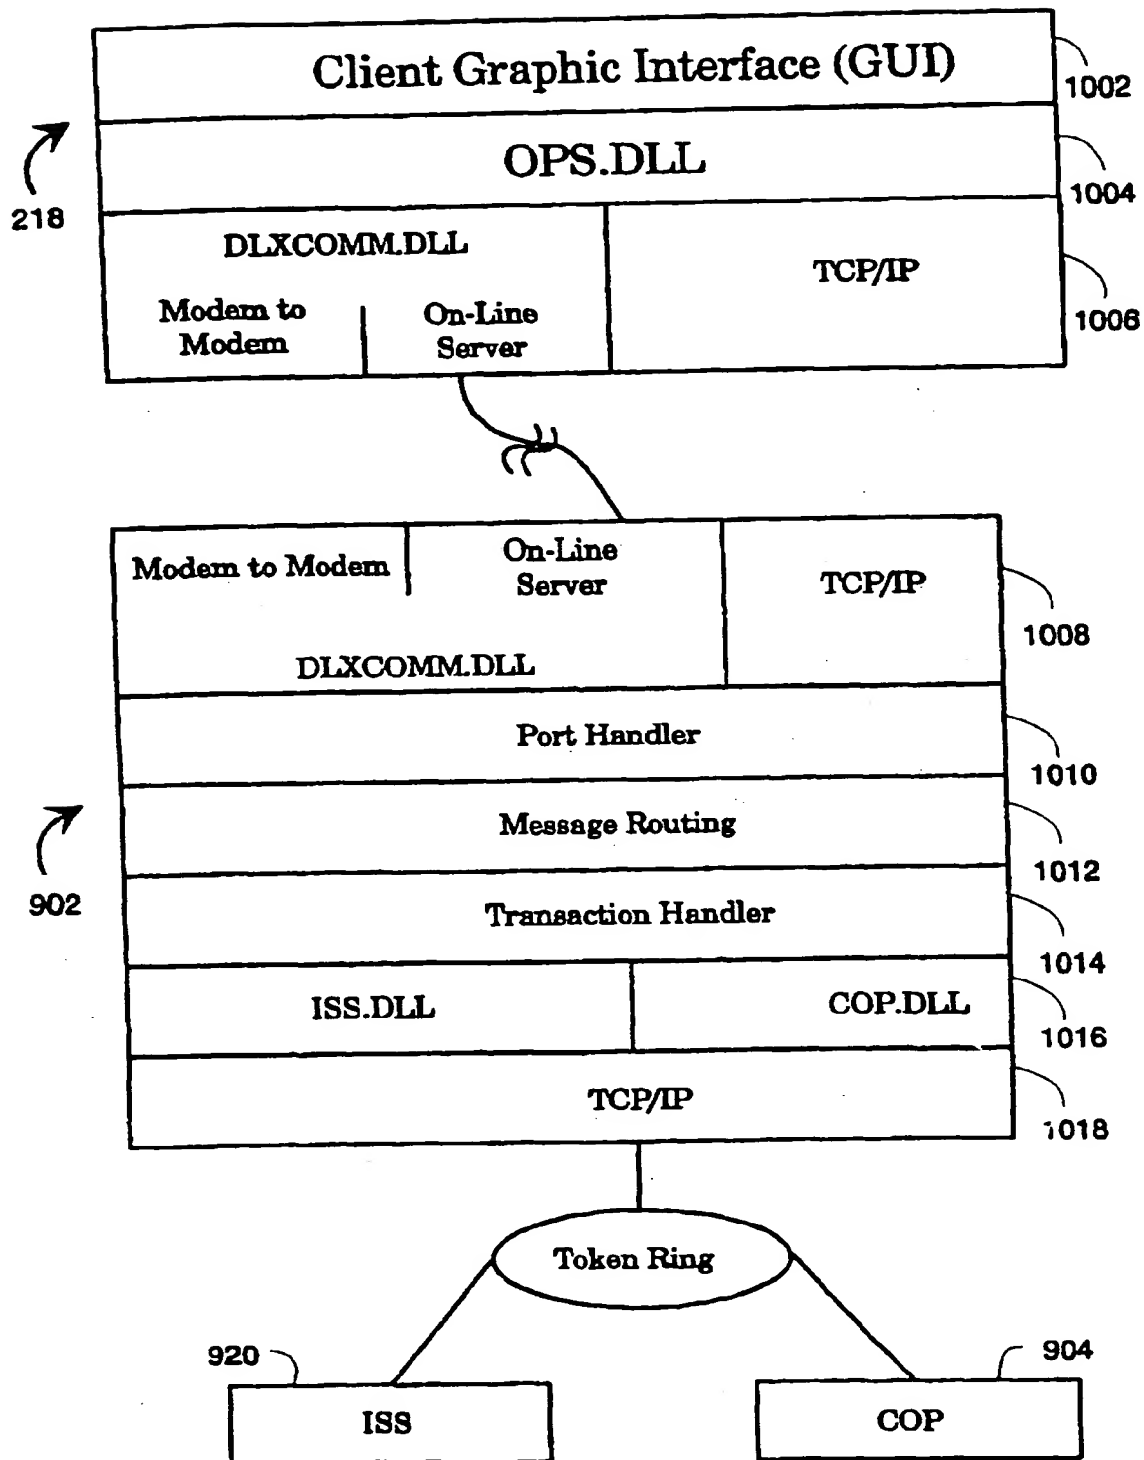 Client Graphic Interface (GUI)
1002
OPS.DLL
1004
218
DLXCOMM.DLL
TCP/IP
Modem to
Modem
On-Line
Server
1006
Modem to Modem
On-Line
Server
TCP/IP
1008
DLXCOMM.DLL
Port Handler
1010
Message Routing
1012
902
Transaction Handler
1014
ISS.DLL
COP.DLL
1016
TCP/IP
1018
Token Ring
920
904
ISS
COP